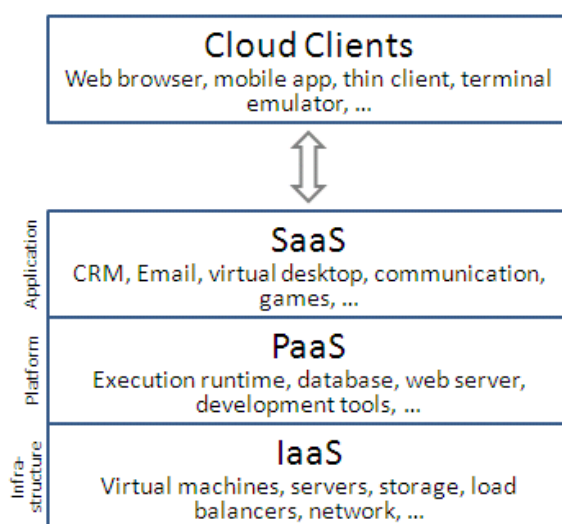 Cloud Clients
Web browser, mobile app, thin client, terminal
emulator, ...
Application
SaaS
CRM, Email, virtual desktop, communication,
games, ...
Platform
PaaS
Execution runtime, database, web server,
development tools, ...
Infra-
structure
IaaS
Virtual machines, servers, storage, load
balancers, network, ...